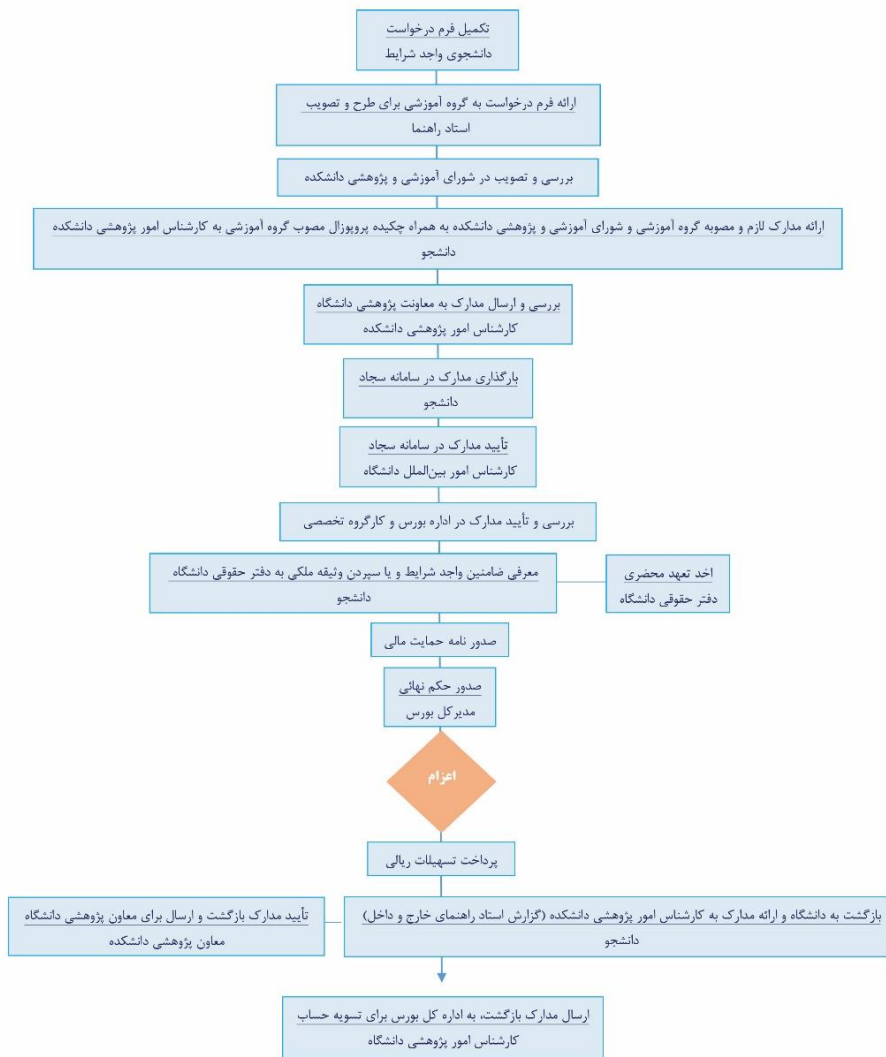 تکمیل فرم درخواست
دانشجوی واجد شرایط
ارائه فرم درخواست به گروه آموزشی برای طرح و تصویب
استاد راهنما
بررسی و تصویب در شورای آموزشی و پژوهشی دانشکده
ارائه مدارک لازم و مصوبه گروه آموزشی و شورای آموزشی و پژوهشی دانشکده به همراه چکیده پروپوزال مصوب گروه آموزشی به کارشناس امور پژوهشی دانشکده
دانشجو
بررسی و ارسال مدارک به معاونت پژوهشی دانشگاه
کارشناس امور پژوهشی دانشکده
بارگذاری مدارک در سامانه سجاد
دانشجو
تأیید مدارک در سامانه سجاد
کارشناس امور بین‌الملل دانشگاه
بررسی و تأیید مدارک در اداره بورس و کارگروه تخصصی
معرفی ضامنین واجد شرایط و یا سپردن وثیقه ملکی به دفتر حقوقی دانشگاه
دانشجو
اخد تعهد محضری
دفتر حقوقی دانشگاه
صدور نامه حمایت مالی
صدور حکم نهائی
مدیرکل بورس
اعزام
پرداخت تسهیلات ریالی
بازگشت به دانشگاه و ارائه مدارک به کارشناس امور پژوهشی دانشکده (گزارش استاد راهنمای خارج و داخل)
دانشجو
تأیید مدارک بازگشت و ارسال برای معاون پژوهشی دانشگاه
معاون پژوهشی دانشکده
ارسال مدارک بازگشت، به اداره کل بورس برای تسویه حساب
کارشناس امور پژوهشی دانشگاه